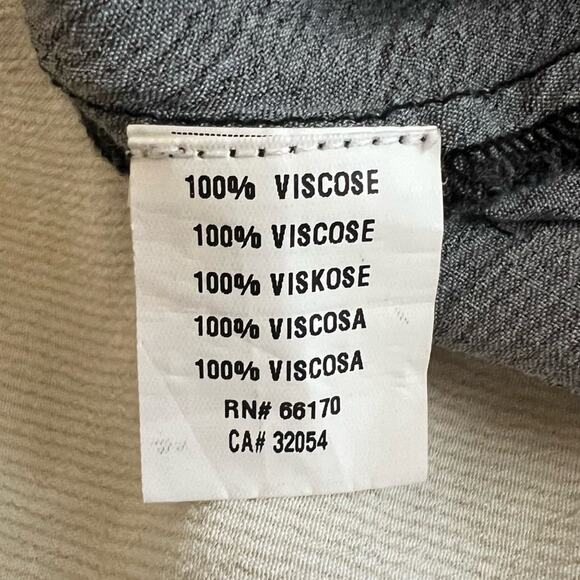 100% VISCOSE
100% VISCOSE
100% VISKOSE
100% VISCOSA
100% VISCOSA
RN# 66170
CA# 32054